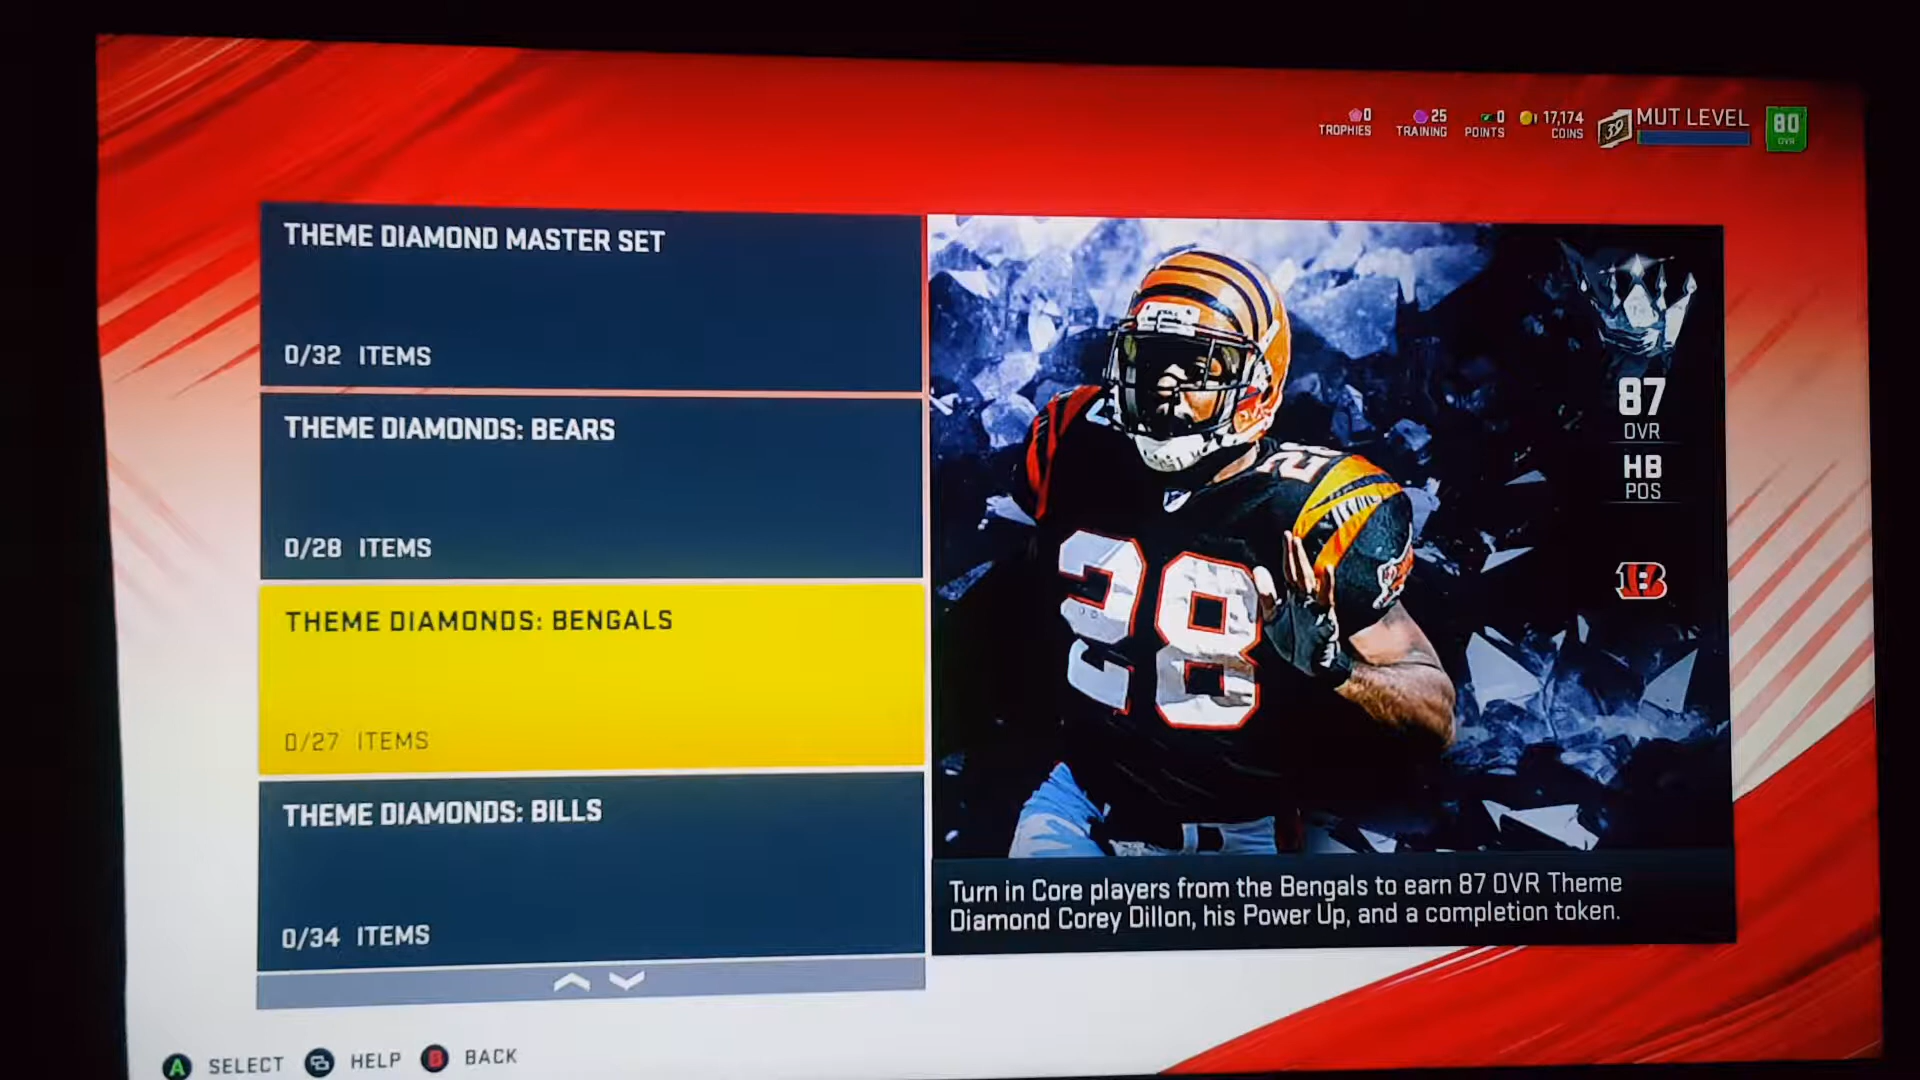 0
TROPHIES
25
TRAINING
0
POINTS
17,174
COINS
39
MUT LEVEL
80
OVR
THEME DIAMOND MASTER SET
0/32 ITEMS
THEME DIAMONDS: BEARS
0/28 ITEMS
THEME DIAMONDS: BENGALS
0/27 ITEMS
THEME DIAMONDS: BILLS
0/34 ITEMS
87
OVR
HB
POS
B
28
28
Turn in Core players from the Bengals to earn 87 OVR Theme
Diamond Corey Dillon, his Power Up, and a completion token.
A SELECT HELP B BACK